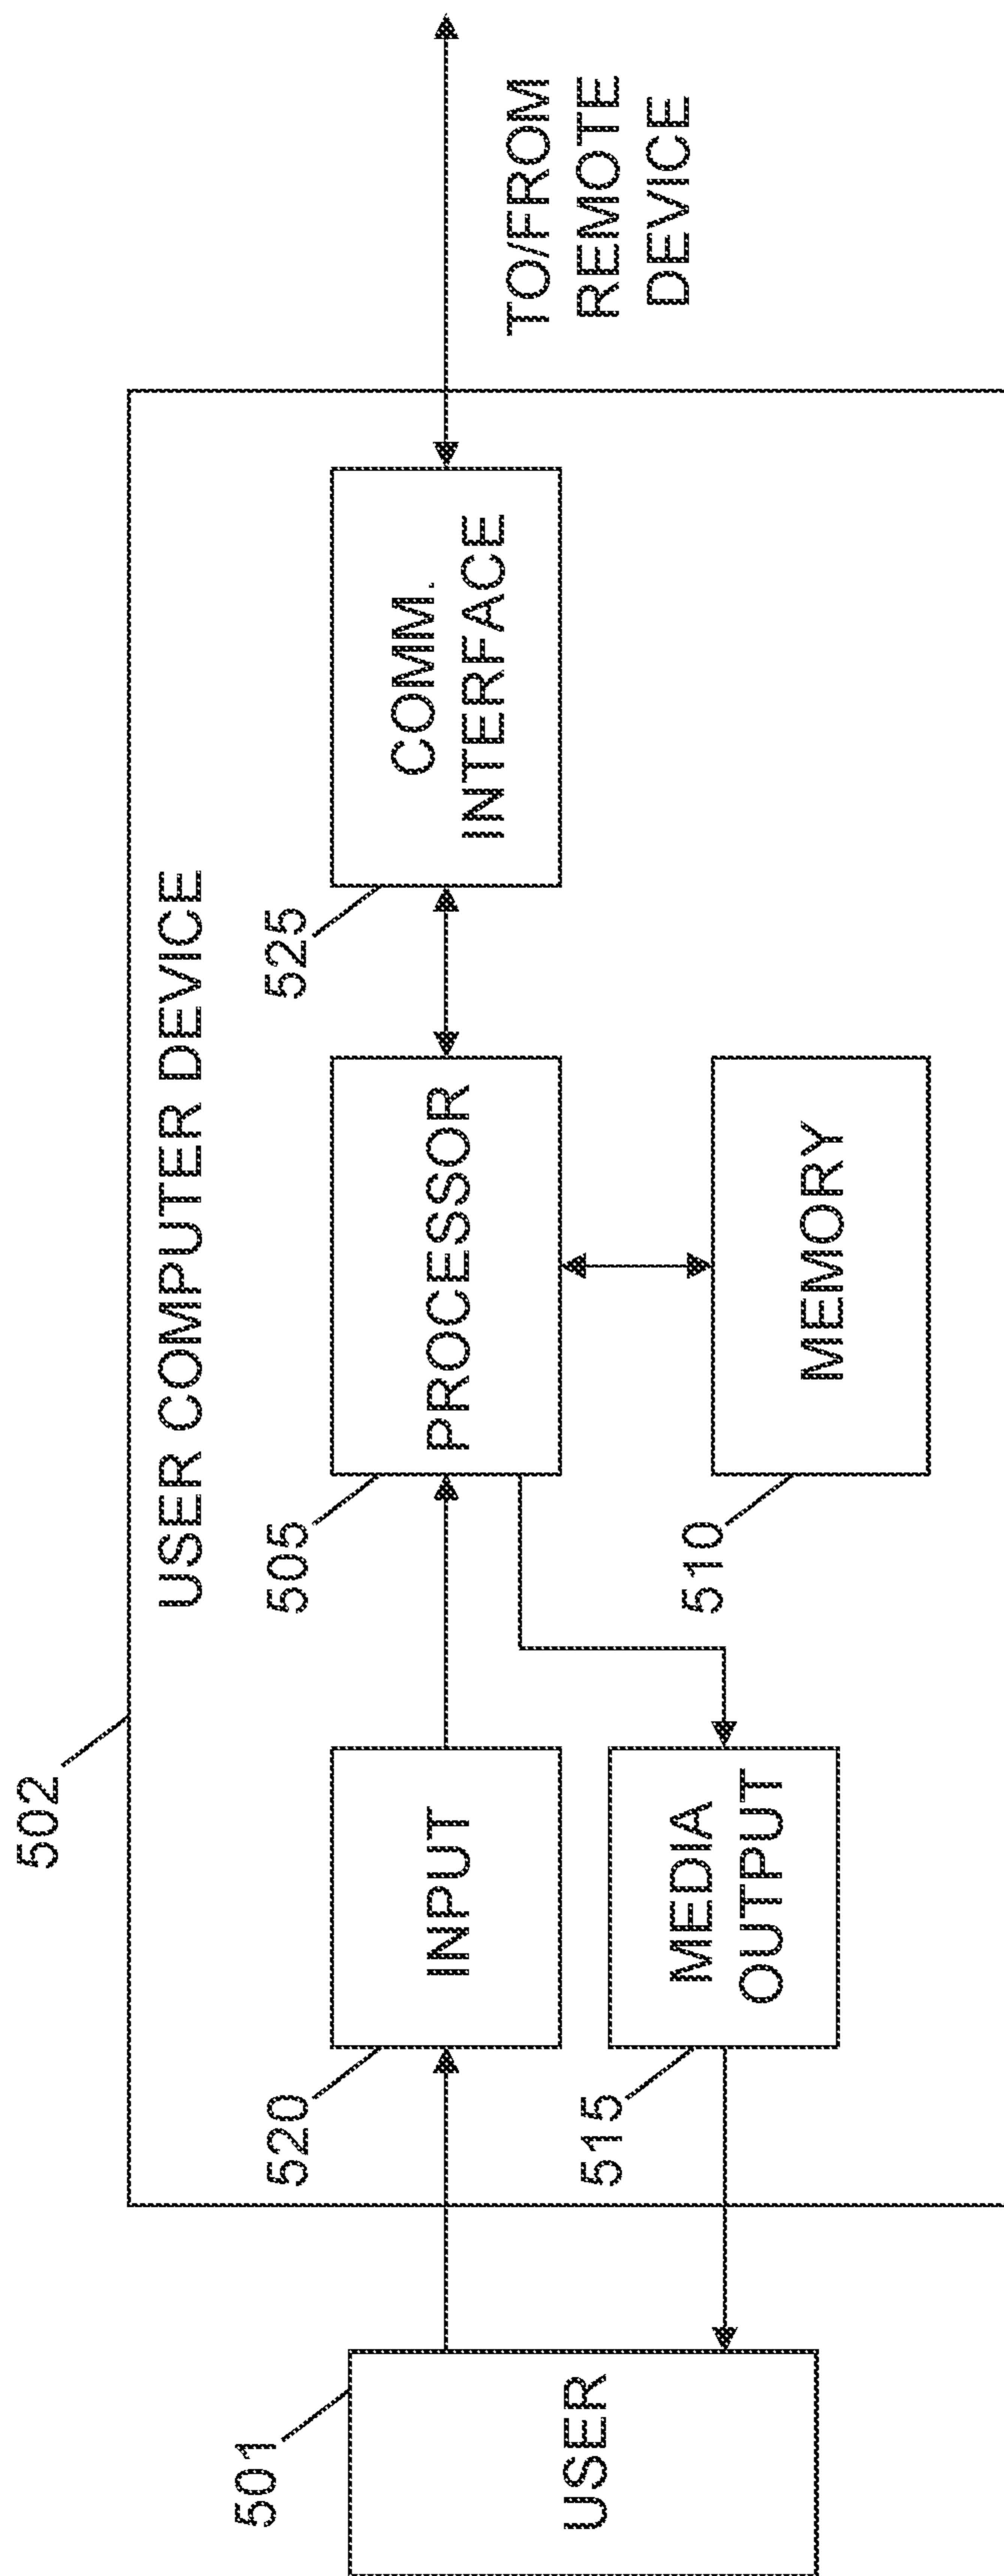 502
USER COMPUTER DEVICE
501
USER
520
INPUT
505
PROCESSOR
525
COMM.
INTERFACE
TO/FROM
REMOTE
DEVICE
515
MEDIA
OUTPUT
510
MEMORY